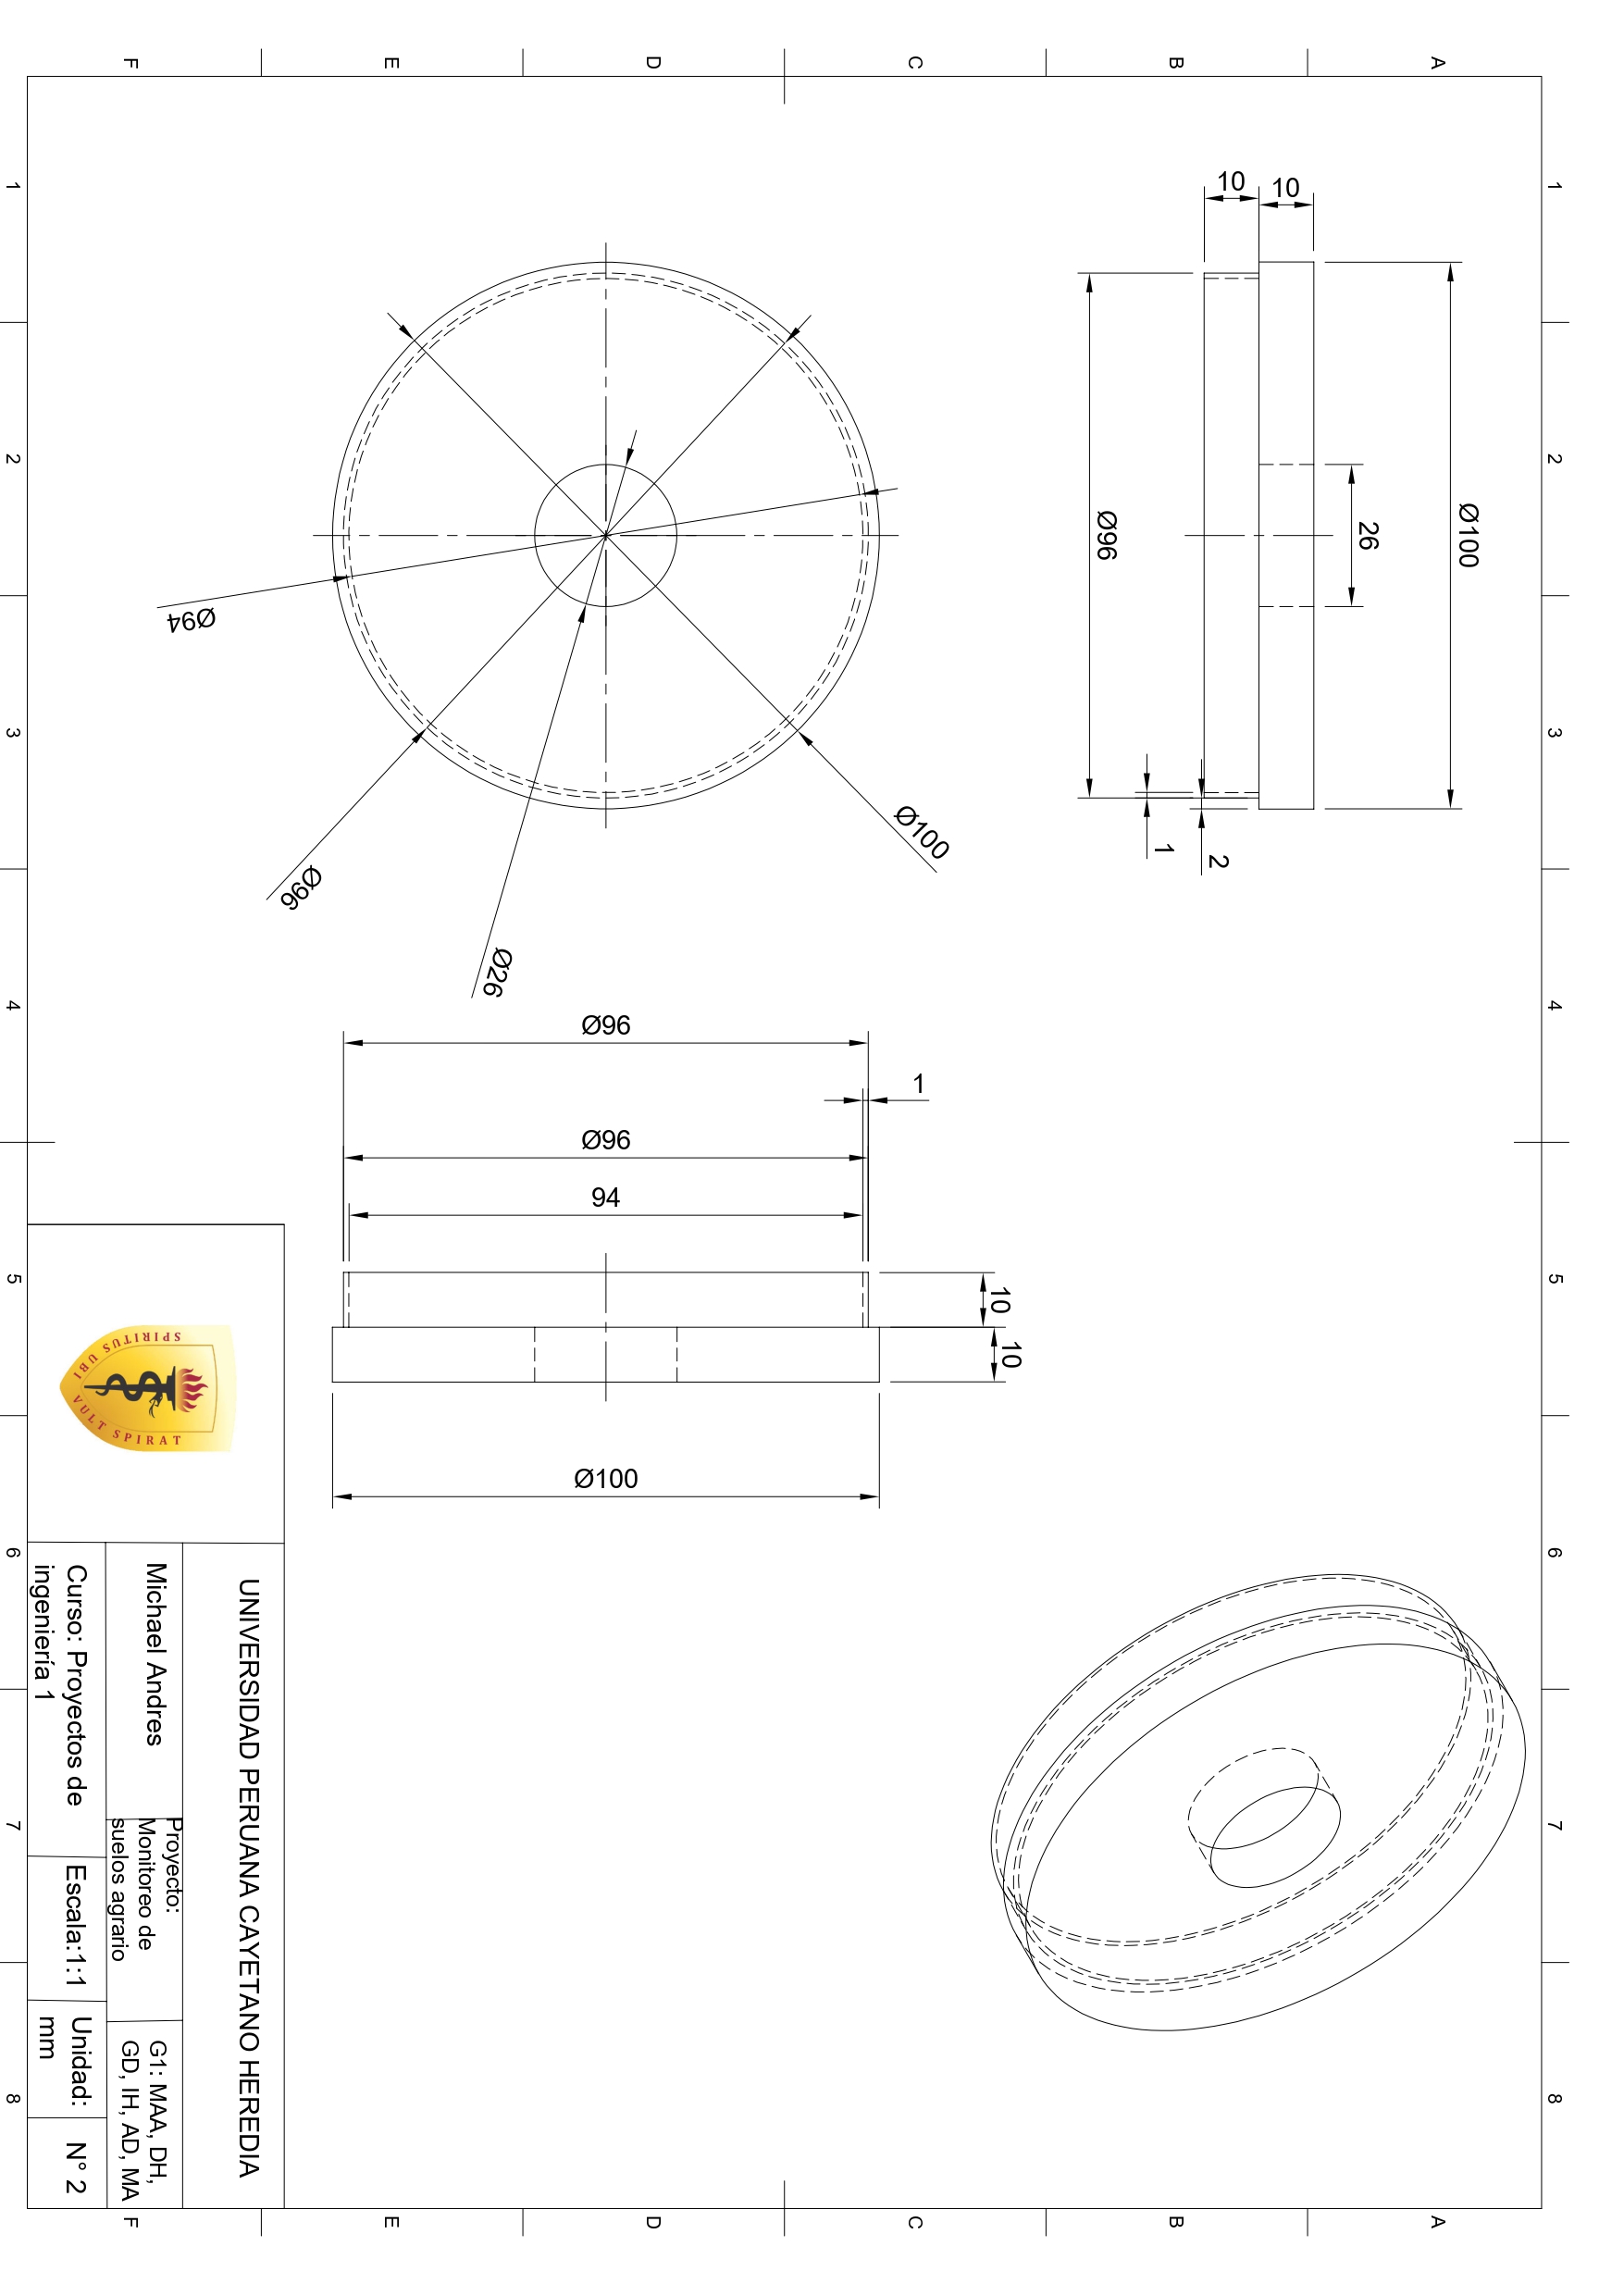 1 2 3 4 5 6 7 8
A A
Ø100
26
10
10
2
B B
1
Ø96
10 10
C C
Ø100
1
D D
Ø96 Ø96 94 Ø100
Ø26
E E
Ø96
Ø94
UNIVERSIDAD PERUANA CAYETANO HEREDIA
SPIRITUS UBI VULT SPIRAT
Michael Andres
Proyecto:
Monitoreo de
suelos agrario
G1: MAA, DH,
GD, IH, AD, MA
F F
Curso: Proyectos de
ingeniería 1
Escala:1:1
Unidad:
mm
N° 2
1 2 3 4 5 6 7 8